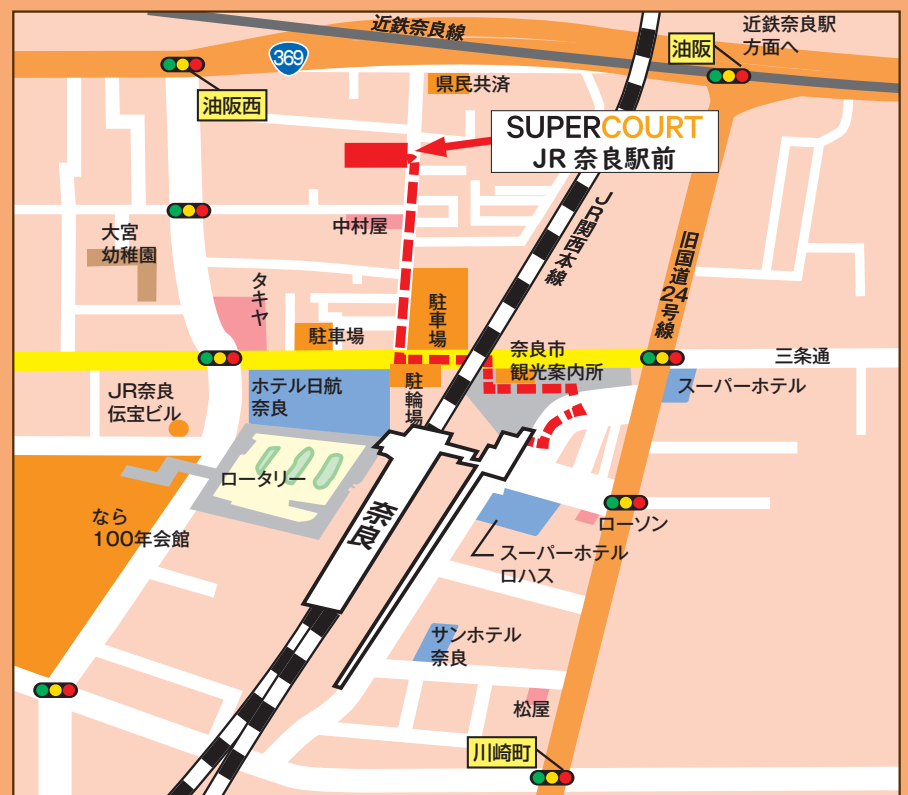 近鉄奈良線
近鉄奈良駅
方面へ
369
油阪
油阪西
県民共済
SUPERCOURT
JR 奈良駅前
JR関西本線
中村屋
大宮
幼稚園
旧国道24号線
タキヤ
駐車場
駐車場
奈良市
観光案内所
三条通
JR奈良
伝宝ビル
ホテル日航
奈良
駐輪場
スーパーホテル
ロータリー
奈良
なら
100年会館
ローソン
スーパーホテル
ロハス
サンホテル
奈良
松屋
川崎町